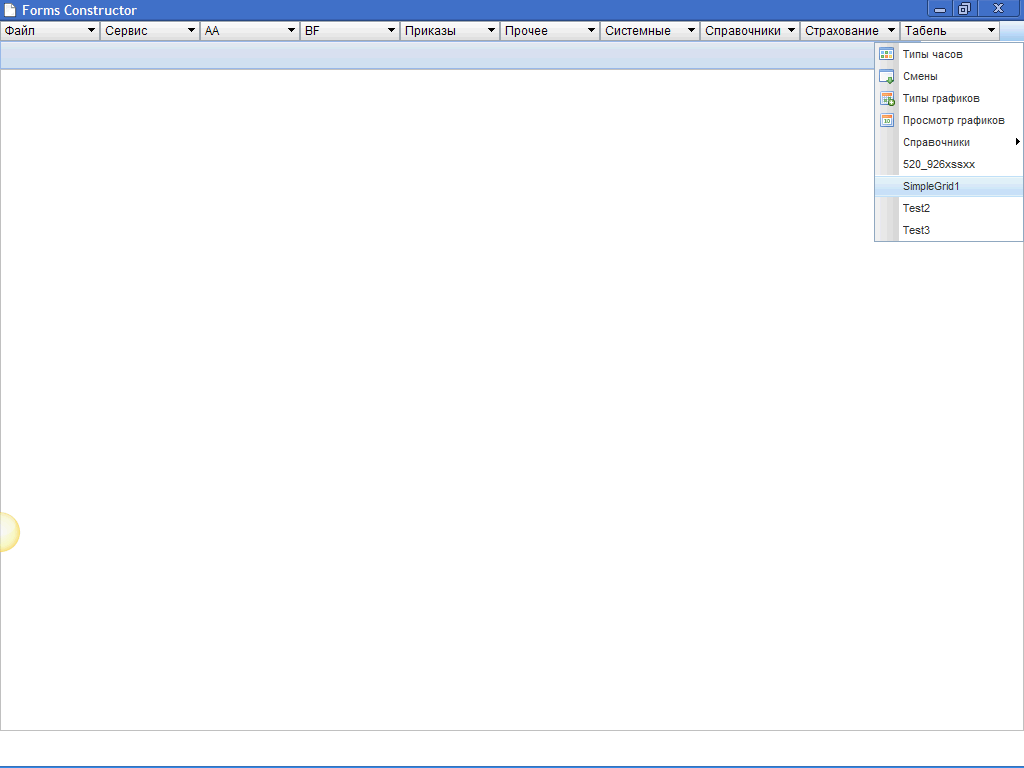 Forms Constructor
Файл Сервис AA BF Приказы Прочее Системные Справочники Страхование Табель
Типы часов
Смены
Типы графиков
Просмотр графиков
Справочники
520_926xssxx
SimpleGrid1
Test2
Test3